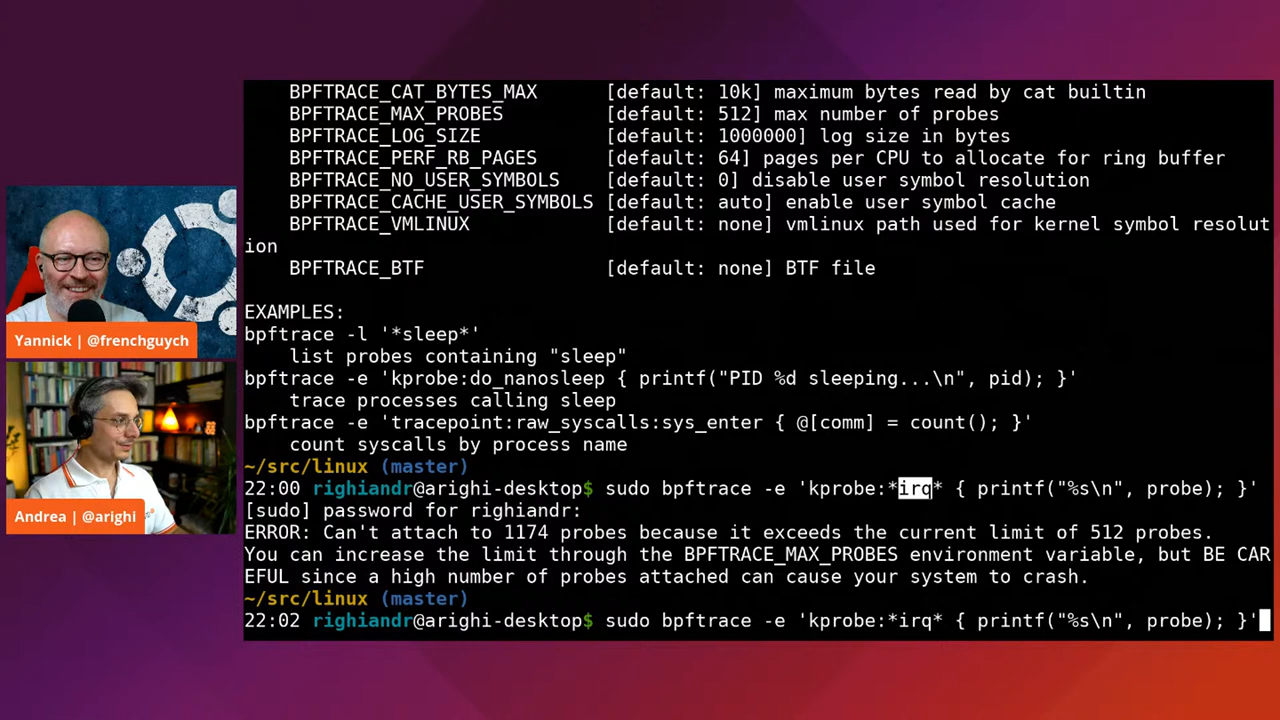 BPFTRACE_CAT_BYTES_MAX [default: 10k] maximum bytes read by cat builtin
BPFTRACE_MAX_PROBES [default: 512] max number of probes
BPFTRACE_LOG_SIZE [default: 1000000] log size in bytes
BPFTRACE_PERF_RB_PAGES [default: 64] pages per CPU to allocate for ring buffer
BPFTRACE_NO_USER_SYMBOLS [default: 0] disable user symbol resolution
BPFTRACE_CACHE_USER_SYMBOLS [default: auto] enable user symbol cache
BPFTRACE_VMLINUX [default: none] vmlinux path used for kernel symbol resolut
ion
BPFTRACE_BTF [default: none] BTF file
EXAMPLES:
bpftrace -l '*sleep*'
list probes containing "sleep"
bpftrace -e 'kprobe:do_nanosleep { printf("PID %d sleeping...\n", pid); }'
trace processes calling sleep
bpftrace -e 'tracepoint:raw_syscalls:sys_enter { @[comm] = count(); }'
count syscalls by process name
~/src/linux (master)
22:00 righiandr@arighi-desktop$ sudo bpftrace -e 'kprobe:*irq* { printf("%s\n", probe); }'
[sudo] password for righiandr:
ERROR: Can't attach to 1174 probes because it exceeds the current limit of 512 probes.
You can increase the limit through the BPFTRACE_MAX_PROBES environment variable, but BE CAR
EFUL since a high number of probes attached can cause your system to crash.
~/src/linux (master)
22:02 righiandr@arighi-desktop$ sudo bpftrace -e 'kprobe:*irq* { printf("%s\n", probe); }'
Yannick | @frenchguych
Andrea | @arighi